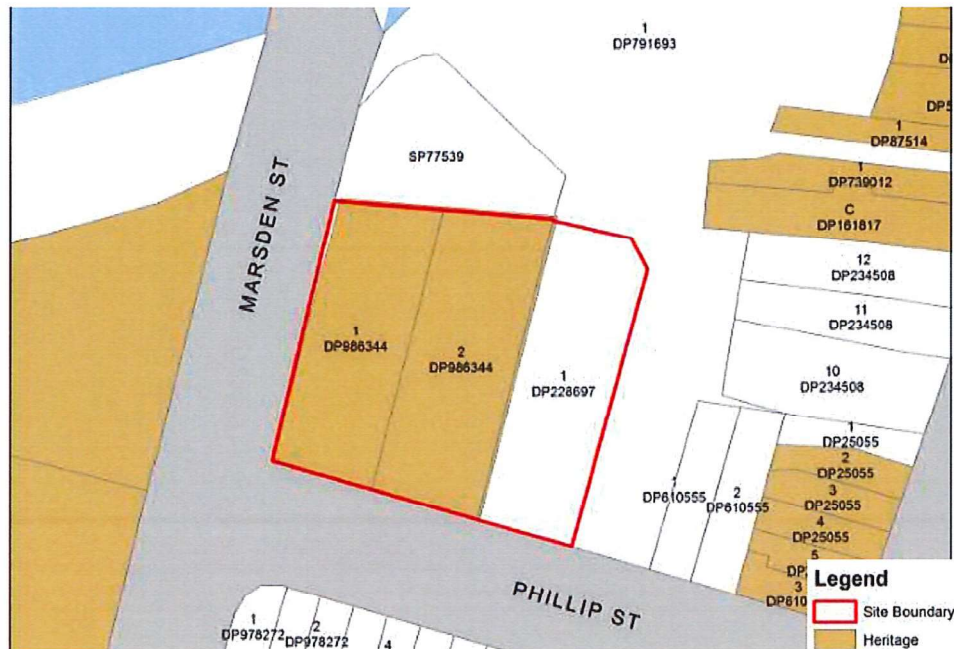 1
DP791693
1
DP87514
SP77539
1
DP739012
C
DP161817
MARSDEN ST
12
DP234508
11
DP234508
1
DP986344
2
DP986344
1
DP228697
10
DP234508
1
DP25055
2
DP25055
3
DP25055
4
DP25055
5
1
DP610555
2
DP610555
3
PHILLIP ST
1
DP978272
2
DP978272
4
Legend
Site Boundary
Heritage